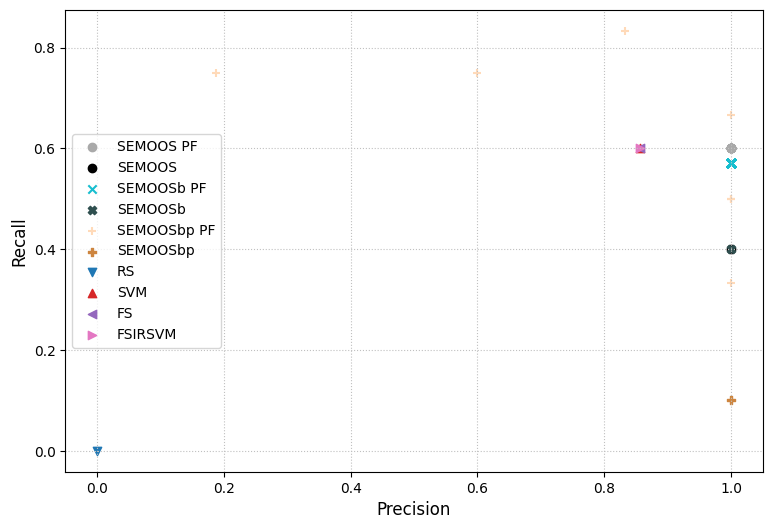 0.8
0.6
0.4
0.2
0.0
Recall
SEMOOS PF
SEMOOS
SEMOOSb PF
SEMOOSb
SEMOOSbp PF
SEMOOSbp
RS
SVM
FS
FSIRSVM
0.0 0.2 0.4 0.6 0.8 1.0
Precision